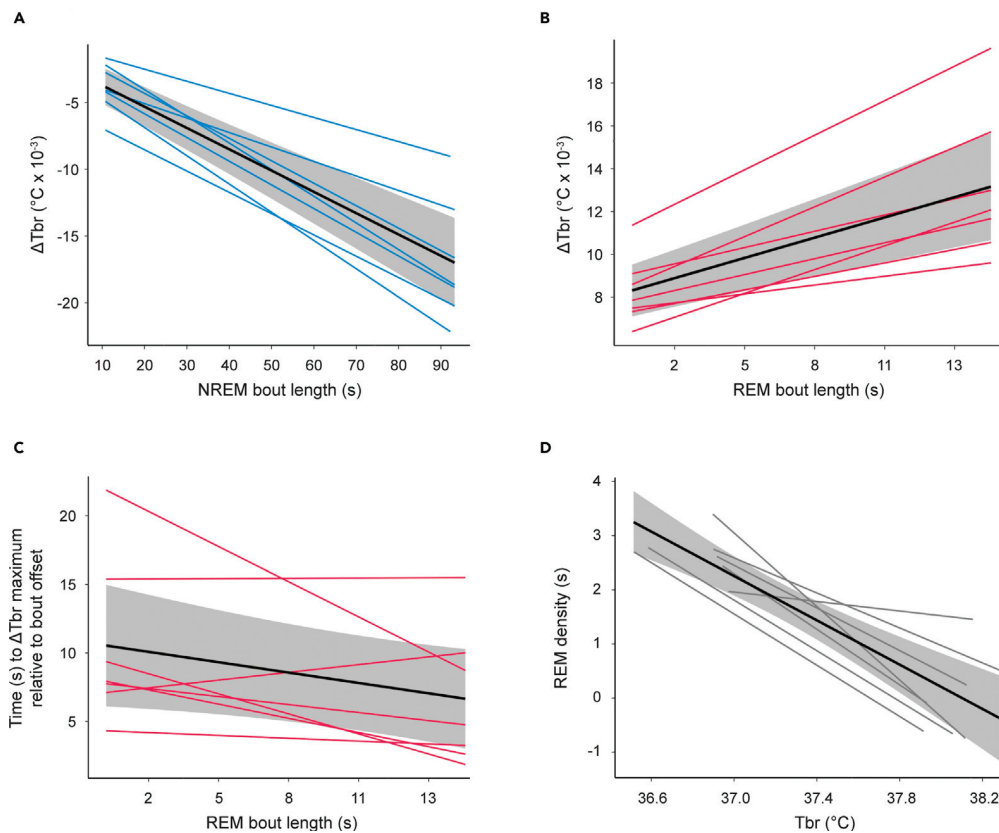 A
-5
-10
-15
-20
ΔTbr (°C x 10⁻³)
10 20 30 40 50 60 70 80 90
NREM bout length (s)
B
18
16
14
12
10
8
ΔTbr (°C x 10⁻³)
2 5 8 11 13
REM bout length (s)
C
20
15
10
5
Time (s) to ΔTbr maximum
relative to bout offset
2 5 8 11 13
REM bout length (s)
D
4
3
2
1
0
-1
REM density (s)
36.6 37.0 37.4 37.8 38.2
Tbr (°C)